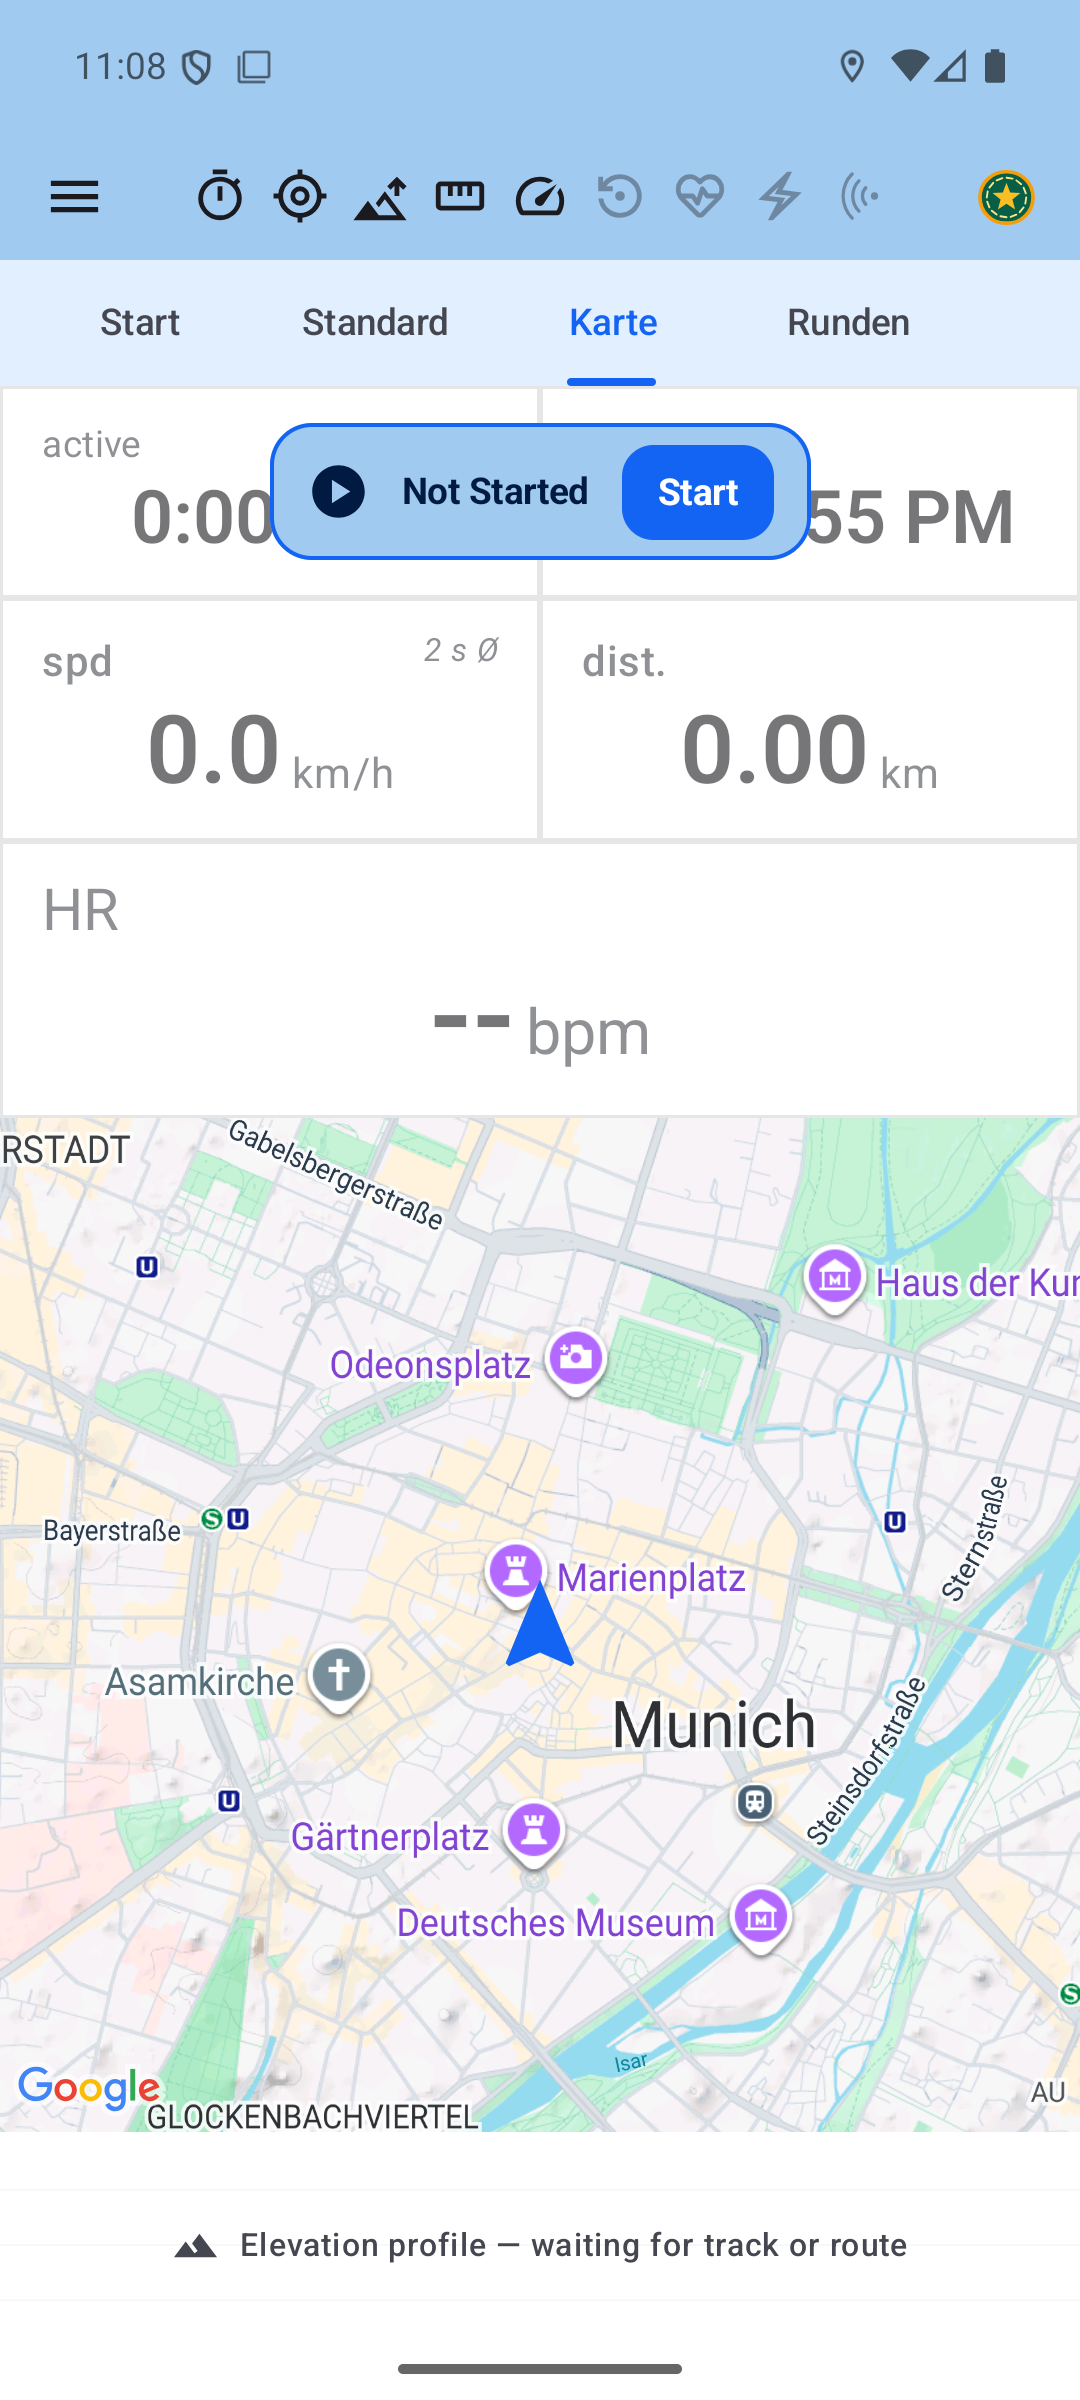 11:08
Start Standard Karte Runden
active
0:00
Not Started
Start
55 PM
spd
2 s Ø
0.0 km/h
dist.
0.00 km
HR
-- bpm
RSTADT
Gabelsbergerstraße
U
Haus der Kun
Odeonsplatz
Bayerstraße
S U
U
Sternstraße
Marienplatz
Asamkirche
Munich
Steinsdorfstraße
U
Gärtnerplatz
Deutsches Museum
S
Isar
Google
AU
GLOCKENBACHVIERTEL
Elevation profile — waiting for track or route